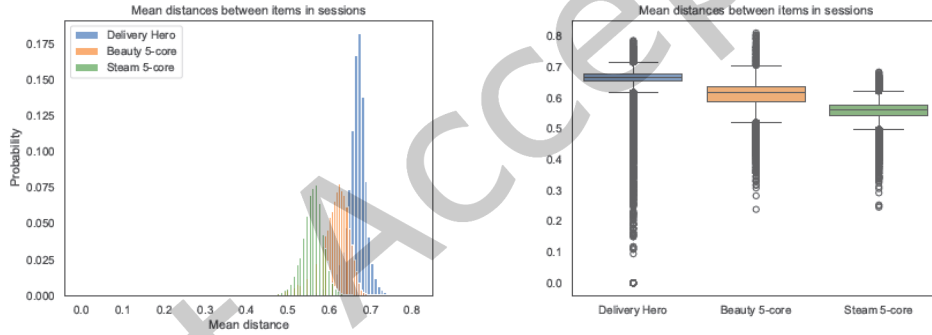 Mean distances between items in sessions
0.175
0.150
0.125
0.100
0.075
0.050
0.025
0.000
Probability
Delivery Hero
Beauty 5-core
Steam 5-core
0.0 0.1 0.2 0.3 0.4 0.5 0.6 0.7 0.8
Mean distance
Mean distances between items in sessions
0.8
0.7
0.6
0.5
0.4
0.3
0.2
0.1
0.0
Delivery Hero Beauty 5-core Steam 5-core
Accep